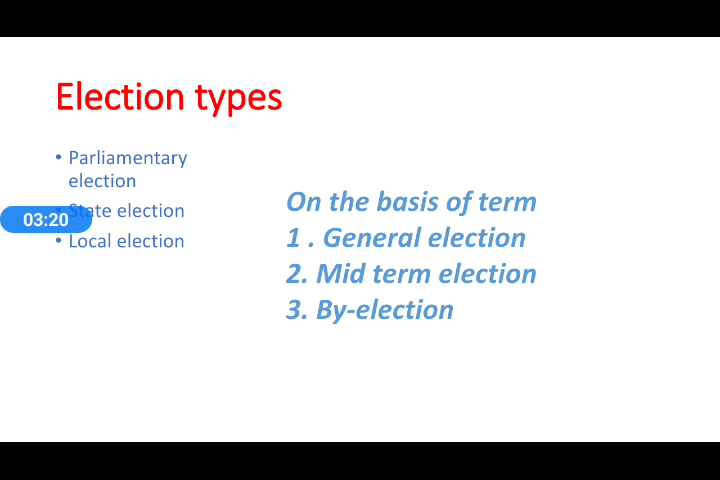 Election types
• Parliamentary
election
• State election
03:20
• Local election
On the basis of term
1 . General election
2. Mid term election
3. By-election